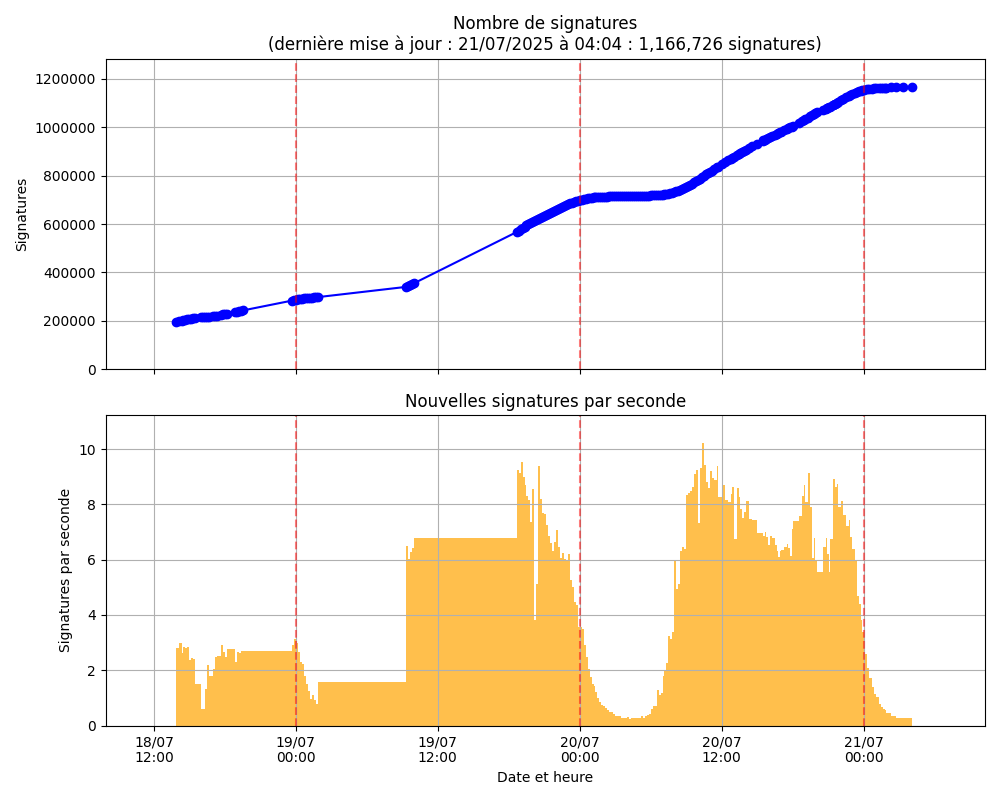 Nombre de signatures
(dernière mise à jour : 21/07/2025 à 04:04 : 1,166,726 signatures)
1200000
1000000
800000
600000
400000
200000
0
Signatures
Nouvelles signatures par seconde
10
8
6
4
2
0
Signatures par seconde
18/07 19/07 19/07 20/07 20/07 21/07
12:00 00:00 12:00 00:00 12:00 00:00
Date et heure